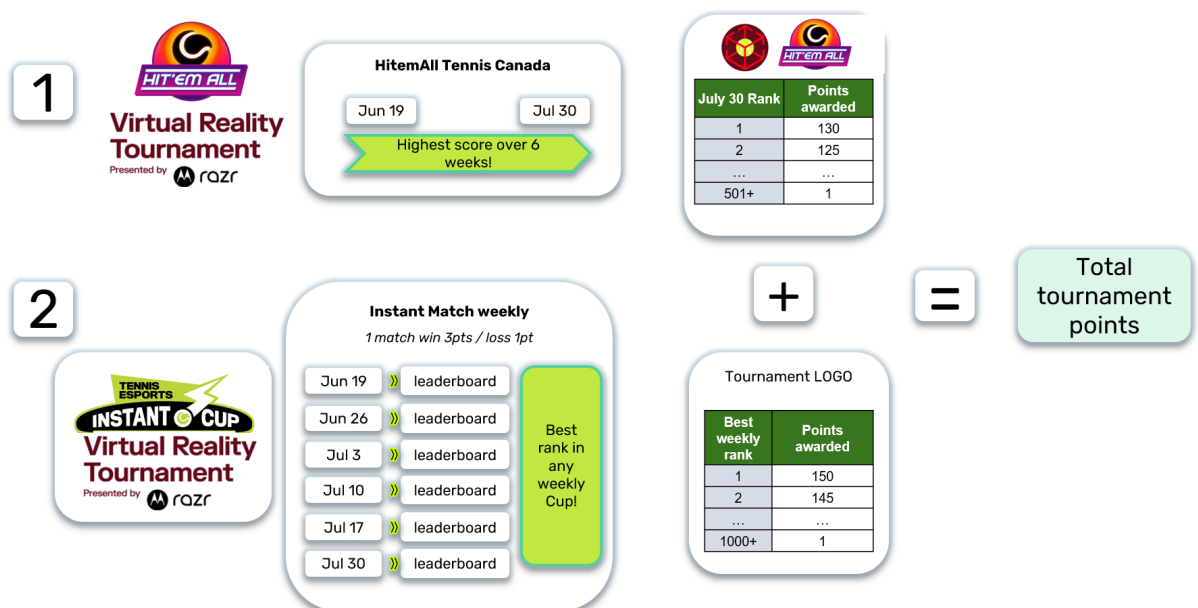 1
HIT'EM ALL
Virtual Reality
Tournament
Presented by razr
HitemAll Tennis Canada
Jun 19
Jul 30
Highest score over 6
weeks!
HIT'EM ALL
July 30 Rank Points awarded
1 130
2 125
... ...
501+ 1
2
TENNIS
ESPORTS
INSTANT CUP
Virtual Reality
Tournament
Presented by razr
Instant Match weekly
1 match win 3pts / loss 1pt
Jun 19 » leaderboard
Jun 26 » leaderboard
Jul 3 » leaderboard
Jul 10 » leaderboard
Jul 17 » leaderboard
Jul 30 » leaderboard
Best
rank in
any
weekly
Cup!
+
Tournament LOGO
Best weekly rank Points awarded
1 150
2 145
... ...
1000+ 1
=
Total
tournament
points